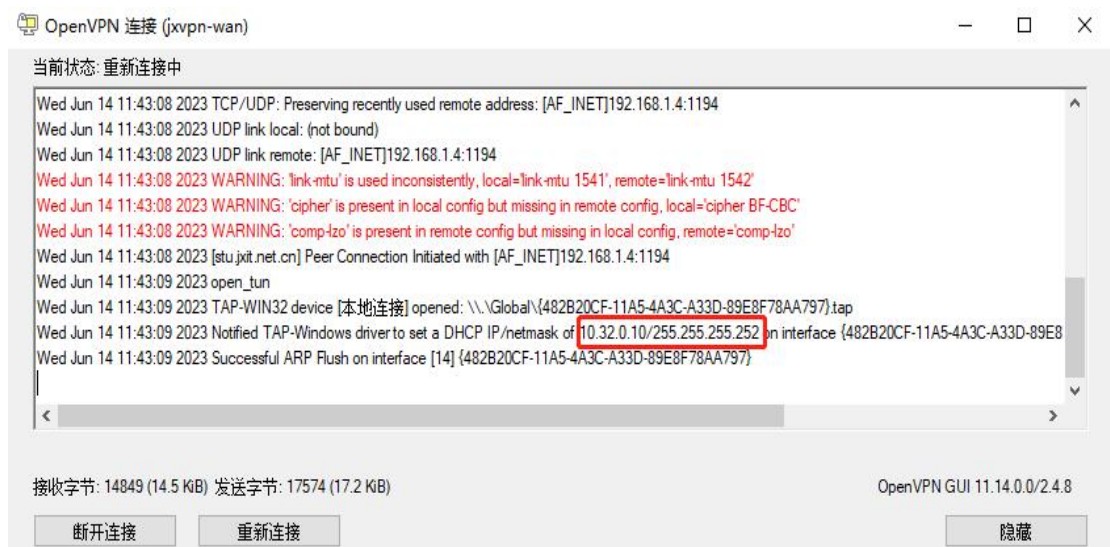 OpenVPN 连接 (jxvpn-wan)
当前状态: 重新连接中
Wed Jun 14 11:43:08 2023 TCP/UDP: Preserving recently used remote address: [AF_INET]192.168.1.4:1194
Wed Jun 14 11:43:08 2023 UDP link local: (not bound)
Wed Jun 14 11:43:08 2023 UDP link remote: [AF_INET]192.168.1.4:1194
Wed Jun 14 11:43:08 2023 WARNING: 'link-mtu' is used inconsistently, local='link-mtu 1541', remote='link-mtu 1542'
Wed Jun 14 11:43:08 2023 WARNING: 'cipher' is present in local config but missing in remote config, local='cipher BF-CBC'
Wed Jun 14 11:43:08 2023 WARNING: 'comp-lzo' is present in remote config but missing in local config, remote='comp-lzo'
Wed Jun 14 11:43:08 2023 [stu.jxit.net.cn] Peer Connection Initiated with [AF_INET]192.168.1.4:1194
Wed Jun 14 11:43:09 2023 open_tun
Wed Jun 14 11:43:09 2023 TAP-WIN32 device [本地连接] opened: \\.\Global\{482B20CF-11A5-4A3C-A33D-89E8F78AA797}.tap
Wed Jun 14 11:43:09 2023 Notified TAP-Windows driver to set a DHCP IP/netmask of 10.32.0.10/255.255.255.252 on interface {482B20CF-11A5-4A3C-A33D-89E8
Wed Jun 14 11:43:09 2023 Successful ARP Flush on interface [14] {482B20CF-11A5-4A3C-A33D-89E8F78AA797}
接收字节: 14849 (14.5 KiB) 发送字节: 17574 (17.2 KiB)
OpenVPN GUI 11.14.0.0/2.4.8
断开连接
重新连接
隐藏